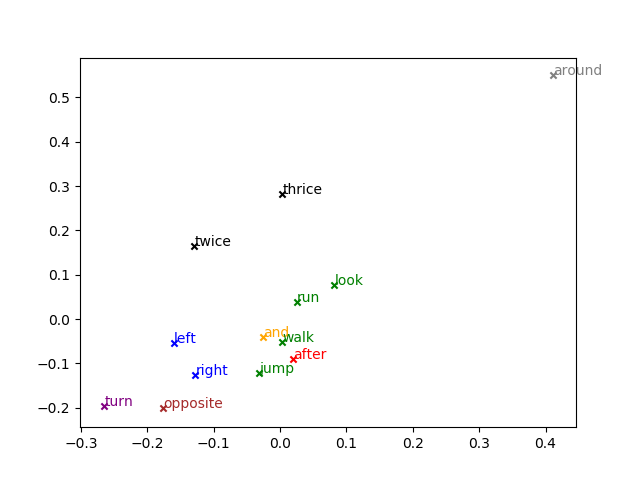 around
0.5
0.4
0.3
thrice
0.2
twice
0.1
look
run
0.0
and
left
walk
after
−0.1
right
jump
turn
opposite
−0.2
−0.3 −0.2 −0.1 0.0 0.1 0.2 0.3 0.4